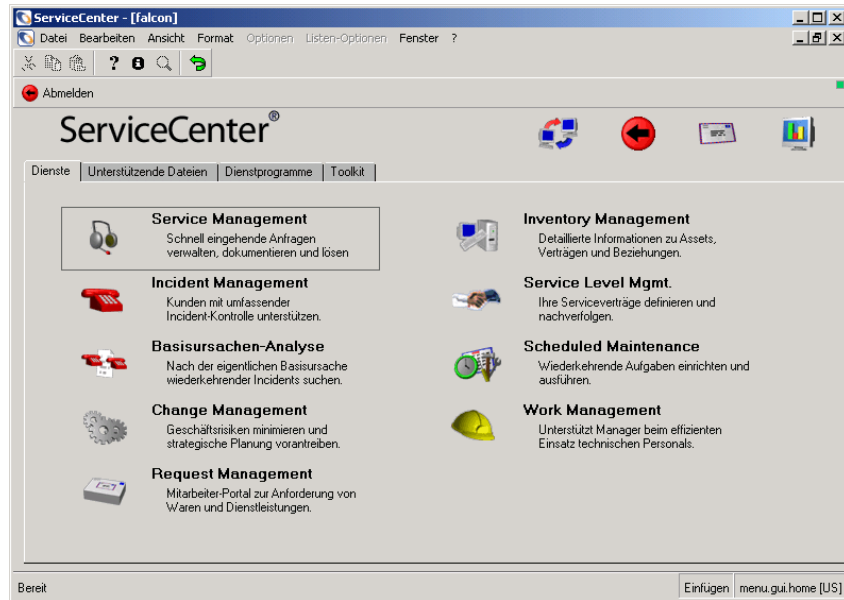 ServiceCenter - [falcon]
Datei Bearbeiten Ansicht Format Optionen Listen-Optionen Fenster ?
Abmelden
ServiceCenter®
Dienste Unterstützende Dateien Dienstprogramme Toolkit
Service Management
Schnell eingehende Anfragen
verwalten, dokumentieren und lösen
Incident Management
Kunden mit umfassender
Incident-Kontrolle unterstützen.
Basisursachen-Analyse
Nach der eigentlichen Basisursache
wiederkehrender Incidents suchen.
Change Management
Geschäftsrisiken minimieren und
strategische Planung vorantreiben.
Request Management
Mitarbeiter-Portal zur Anforderung von
Waren und Dienstleistungen.
Inventory Management
Detaillierte Informationen zu Assets,
Verträgen und Beziehungen.
Service Level Mgmt.
Ihre Serviceverträge definieren und
nachverfolgen.
Scheduled Maintenance
Wiederkehrende Aufgaben einrichten und
ausführen.
Work Management
Unterstützt Manager beim effizienten
Einsatz technischen Personals.
Bereit
Einfügen menu.gui.home [US]